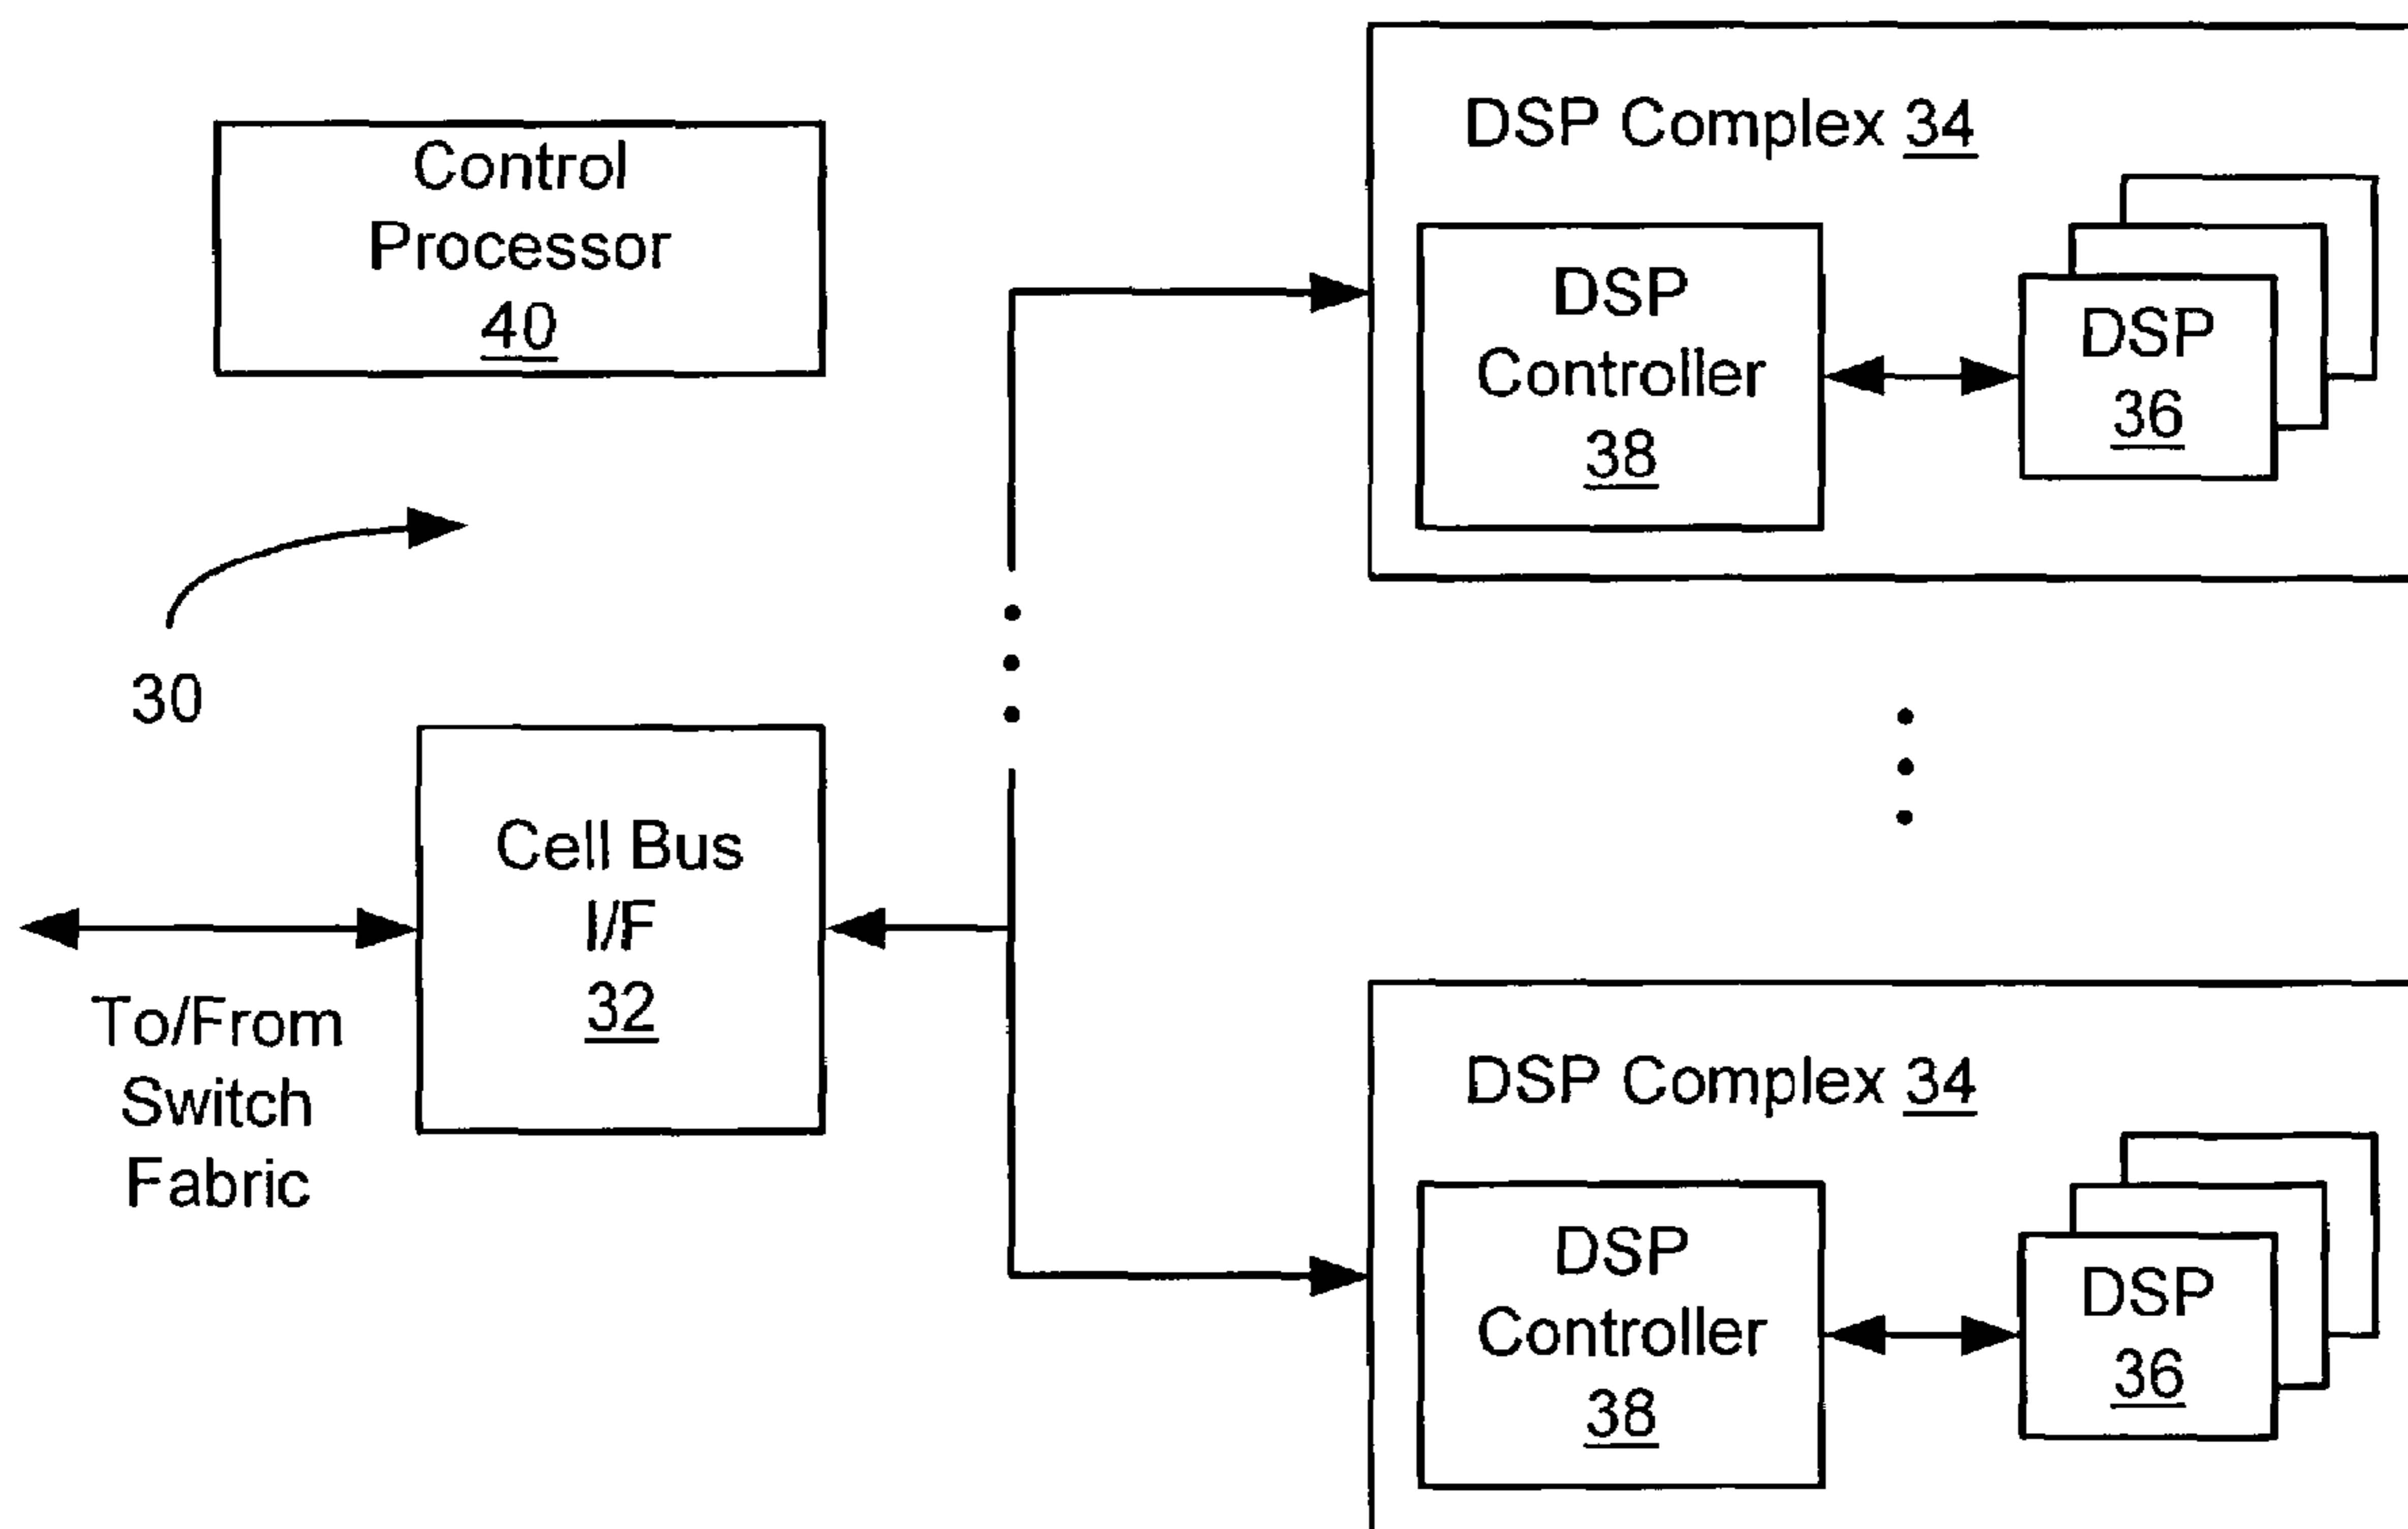 Control
Processor
40
30
Cell Bus
I/F
32
To/From
Switch
Fabric
DSP Complex 34
DSP
Controller
38
DSP
36
DSP Complex 34
DSP
Controller
38
DSP
36